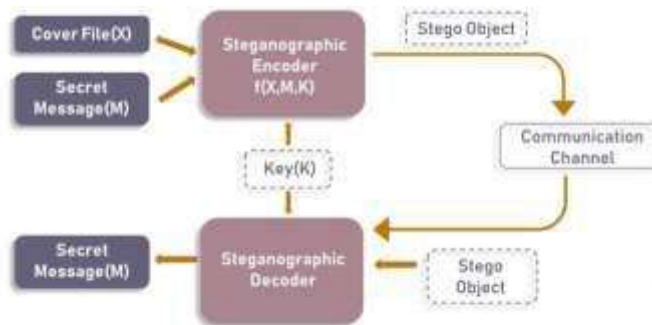 Cover File(X)
Secret
Message(M)
Steganographic
Encoder
f(X,M,K)
Stego Object
Communication
Channel
Key(K)
Secret
Message(M)
Steganographic
Decoder
Stego
Object